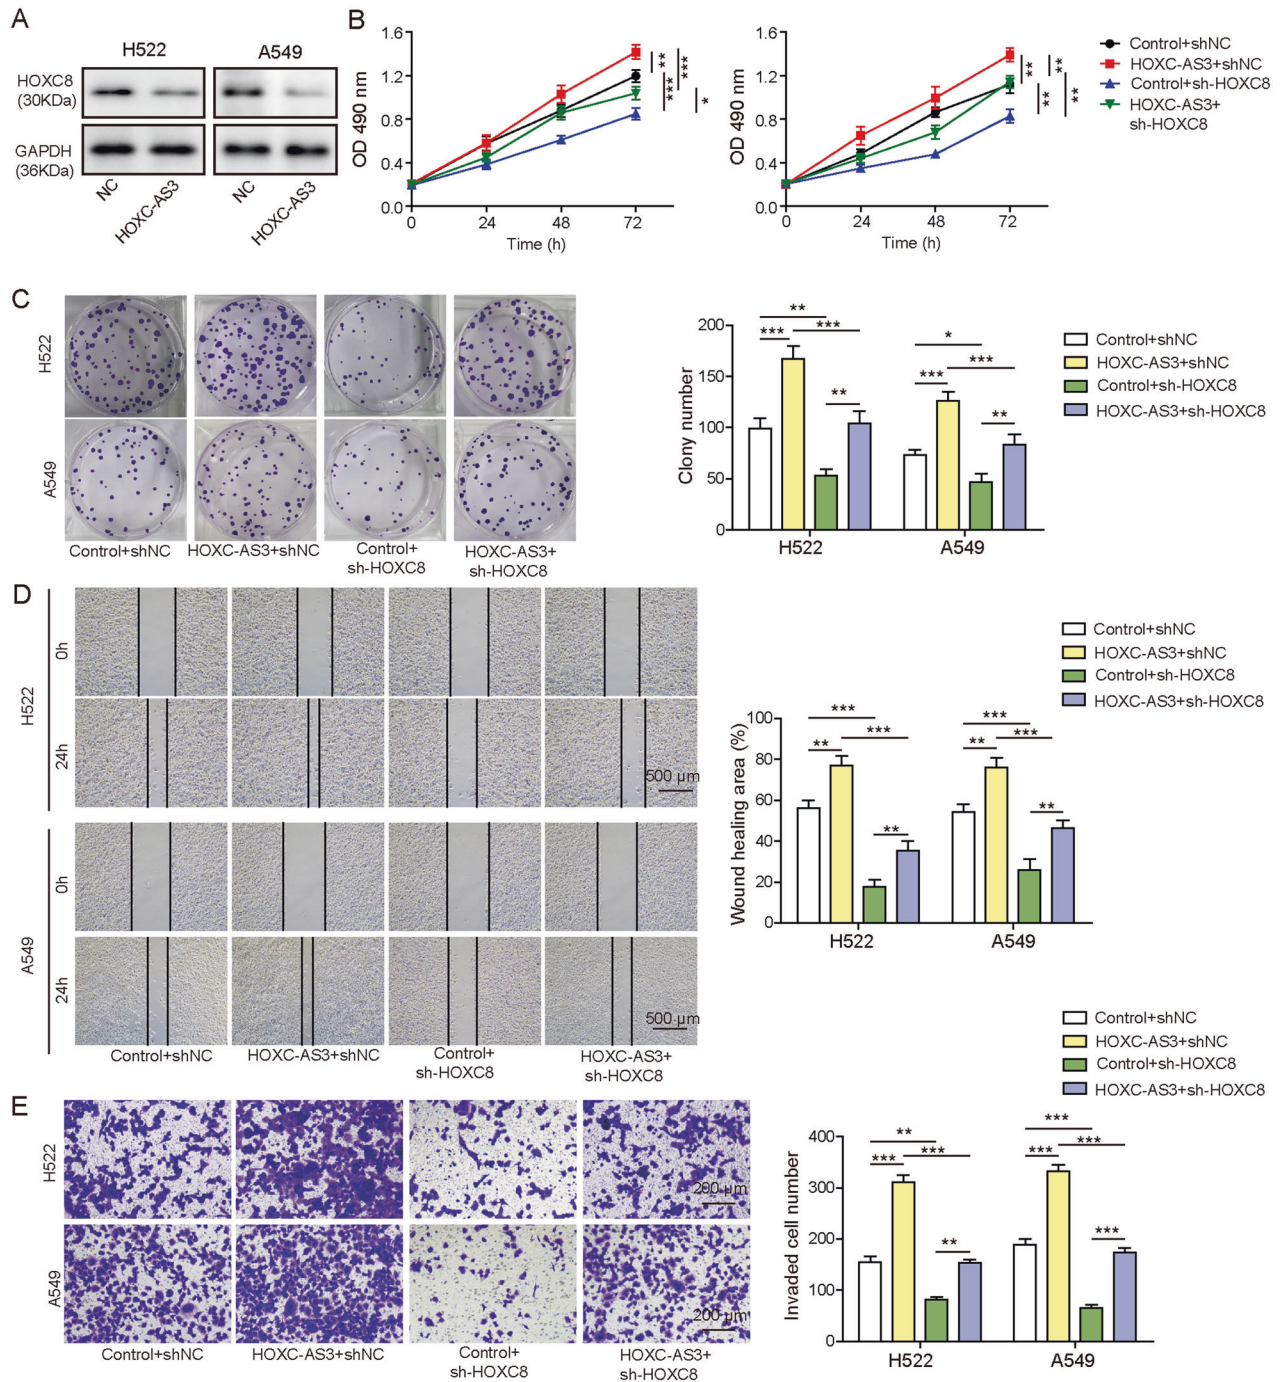 A
H522
A549
HOXC8
(30KDa)
GAPDH
(36KDa)
NC
HOXC-AS3
NC
HOXC-AS3
B
OD 490 nm
1.6
1.2
0.8
0.4
0.0
0
24
48
72
Time (h)
**
***
***
*
OD 490 nm
1.6
1.2
0.8
0.4
0.0
0
24
48
72
Time (h)
**
**
**
**
Control+shNC
HOXC-AS3+shNC
Control+sh-HOXC8
HOXC-AS3+
sh-HOXC8
C
H522
A549
Control+shNC
HOXC-AS3+shNC
Control+
sh-HOXC8
HOXC-AS3+
sh-HOXC8
Clony number
200
150
100
50
0
**
***
***
**
*
***
***
**
H522
A549
Control+shNC
HOXC-AS3+shNC
Control+sh-HOXC8
HOXC-AS3+sh-HOXC8
D
H522
0h
24h
500 µm
A549
0h
24h
500 µm
Control+shNC
HOXC-AS3+shNC
Control+
sh-HOXC8
HOXC-AS3+
sh-HOXC8
Control+shNC
HOXC-AS3+shNC
Control+sh-HOXC8
HOXC-AS3+sh-HOXC8
Wound healing area (%)
100
80
60
40
20
0
***
**
***
**
***
**
***
**
H522
A549
E
H522
200 µm
A549
200 µm
Control+shNC
HOXC-AS3+shNC
Control+
sh-HOXC8
HOXC-AS3+
sh-HOXC8
Control+shNC
HOXC-AS3+shNC
Control+sh-HOXC8
HOXC-AS3+sh-HOXC8
Invaded cell number
400
300
200
100
0
**
***
***
**
***
***
***
***
H522
A549